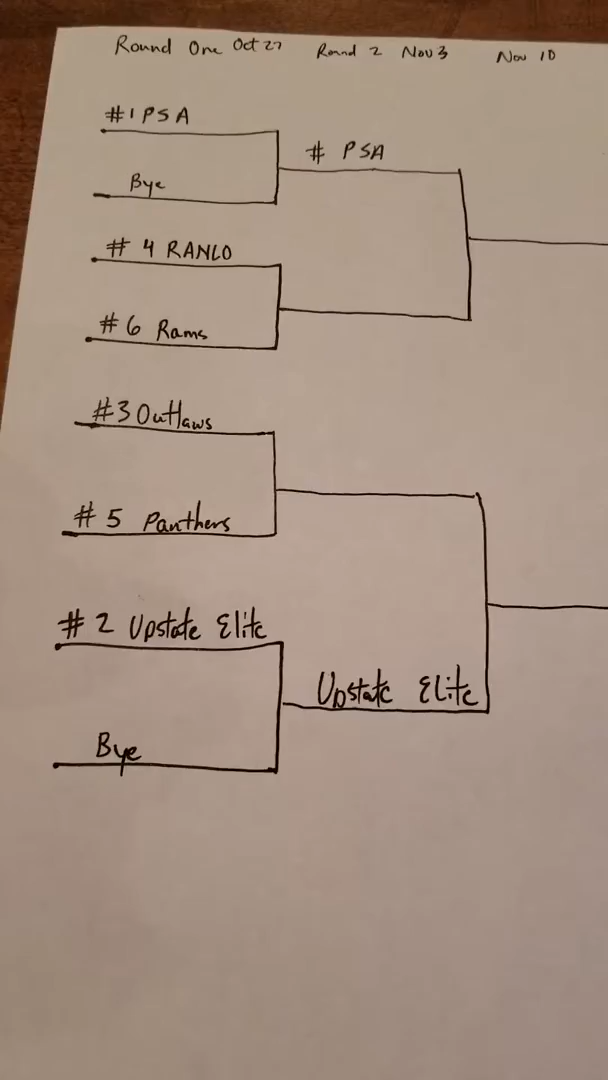 Round One Oct 27 Round 2 Nov 3 Nov 10
#1 PSA
# PSA
Bye
# 4 RANLO
# 6 Rams
#3 Outlaws
# 5 Panthers
# 2 Upstate Elite
Upstate Elite
Bye